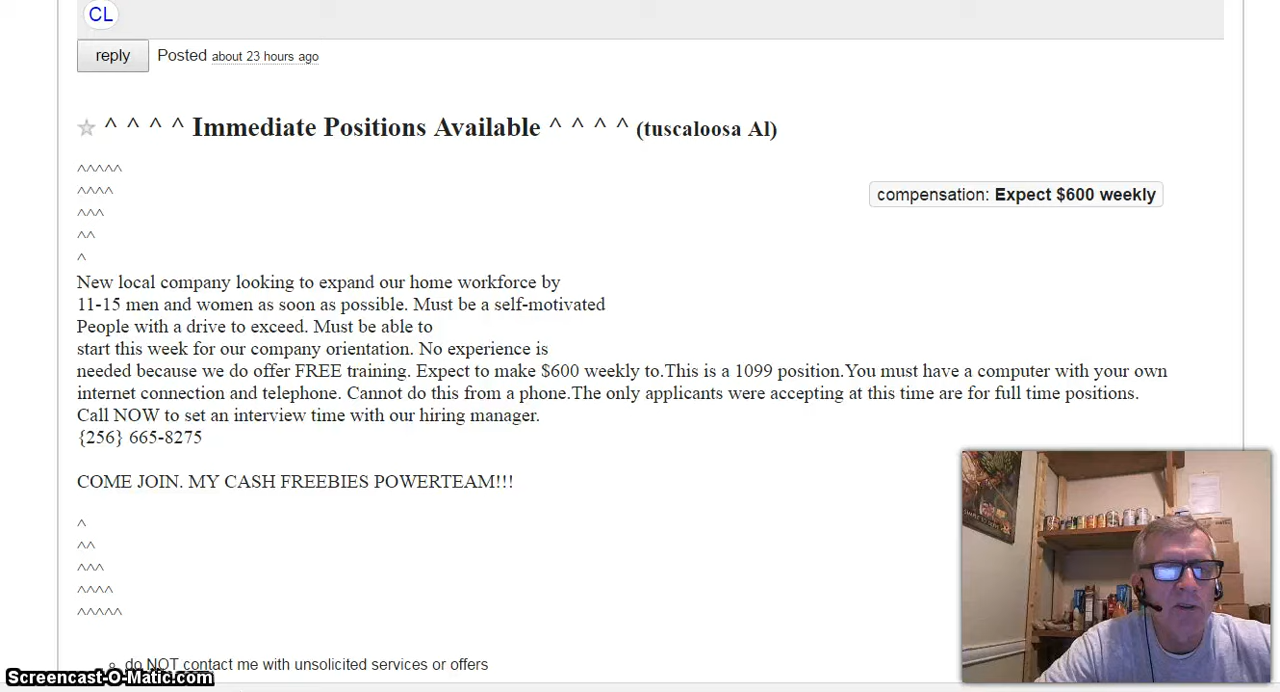 CL
reply Posted about 23 hours ago
☆ ^ ^ ^ ^ Immediate Positions Available ^ ^ ^ ^ (tuscaloosa Al)
^^^^^
^^^^
compensation: Expect $600 weekly
^^^
^^
^
New local company looking to expand our home workforce by
11-15 men and women as soon as possible. Must be a self-motivated
People with a drive to exceed. Must be able to
start this week for our company orientation. No experience is
needed because we do offer FREE training. Expect to make $600 weekly to.This is a 1099 position.You must have a computer with your own
internet connection and telephone. Cannot do this from a phone.The only applicants were accepting at this time are for full time positions.
Call NOW to set an interview time with our hiring manager.
{256} 665-8275
COME JOIN. MY CASH FREEBIES POWERTEAM!!!
^
^^
^^^
^^^^
^^^^^
do NOT contact me with unsolicited services or offers
Screencast-O-Matic.com